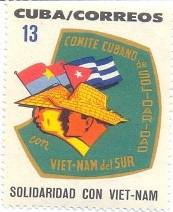 CUBA/CORREOS
13
COMITE CUBANO
de SOLIDARIDAD
con
VIET-NAM del SUR
SOLIDARIDAD CON VIET-NAM